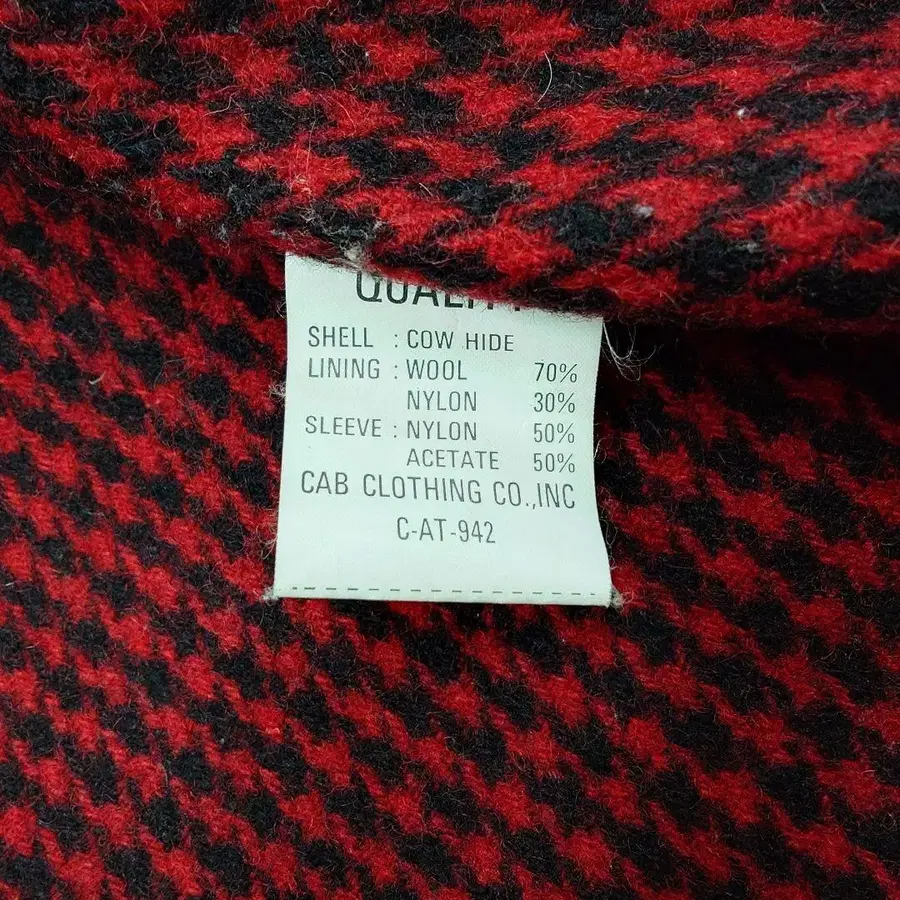 QUALITY
SHELL : COW HIDE
LINING : WOOL 70%
NYLON 30%
SLEEVE : NYLON 50%
ACETATE 50%
CAB CLOTHING CO.,INC
C-AT-942